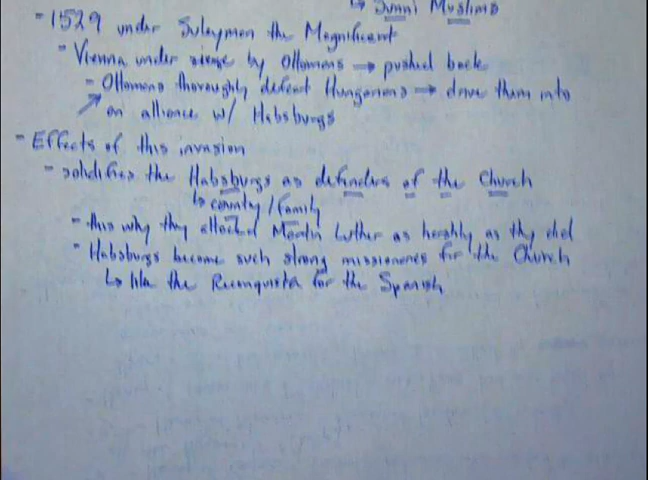 ↳ Sunni Muslims
- 1529 under Suleyman the Magnificent
- Vienna under siege by Ottomans → pushed back
- Ottomans thoroughly defeat Hungarians → drive them into
an alliance w/ Habsburgs
- Effects of this invasion
- solidifies the Habsburgs as defenders of the Church
↳ country/family
- this why they attacked Martin Luther as harshly as they did
- Habsburgs become such strong missionaries for the Church
↳ like the Reconquista for the Spanish